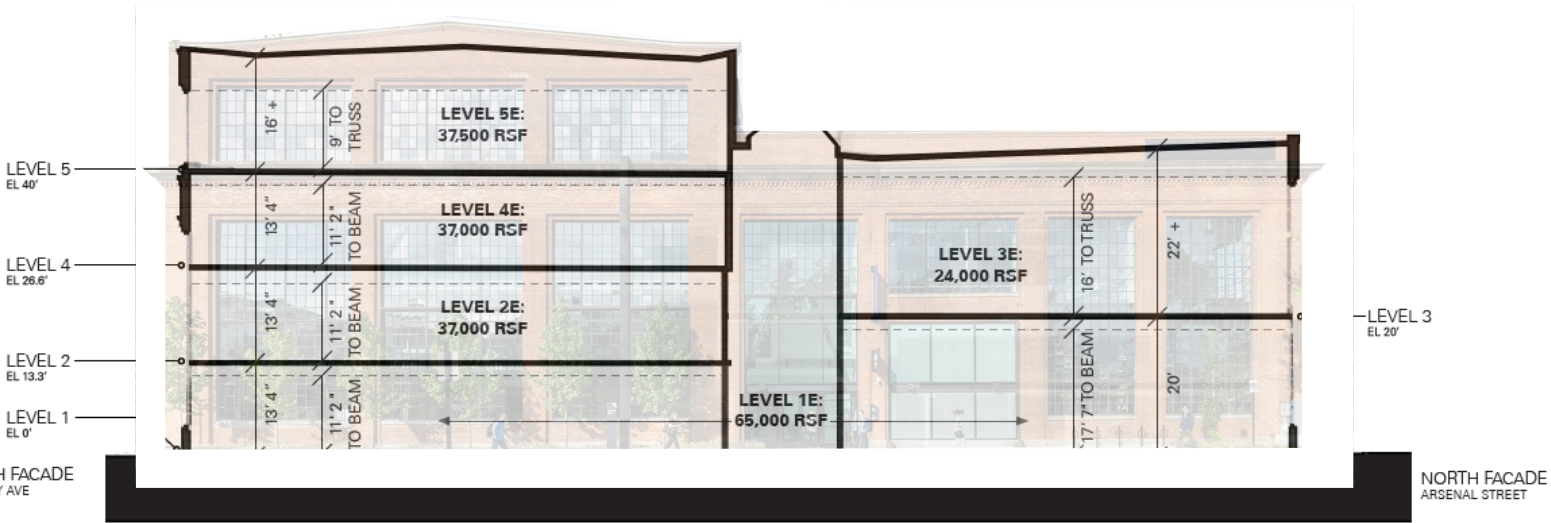 LEVEL 5
EL 40'
LEVEL 4
EL 26.6'
LEVEL 2
EL 13.3'
LEVEL 1
EL 0'
H FACADE
Y AVE
16' +
9' TO
TRUSS
LEVEL 5E:
37,500 RSF
13' 4"
11' 2"
TO BEAM
LEVEL 4E:
37,000 RSF
13' 4"
11' 2"
TO BEAM
LEVEL 2E:
37,000 RSF
13' 4"
11' 2"
TO BEAM
LEVEL 1E:
65,000 RSF
LEVEL 3E:
24,000 RSF
16' TO TRUSS
22' +
17' 7" TO BEAM
20'
LEVEL 3
EL 20'
NORTH FACADE
ARSENAL STREET